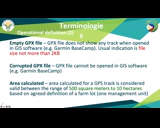 Terminologie
s
Operational definition (2)
Empty GPX file – GPX file does not show any track when opened
in GIS software (e.g. Garmin BaseCamp). Usual indication is file
size not more than 2KB
Corrupted GPX file – GPX file cannot be opened in GIS software
(e.g. Garmin BaseCamp)
Area calculated – area calculated for a GPS track is considered
valid between the range of 500 square meters to 10 hectares
based on agreed definition of a farm lot (one management unit)